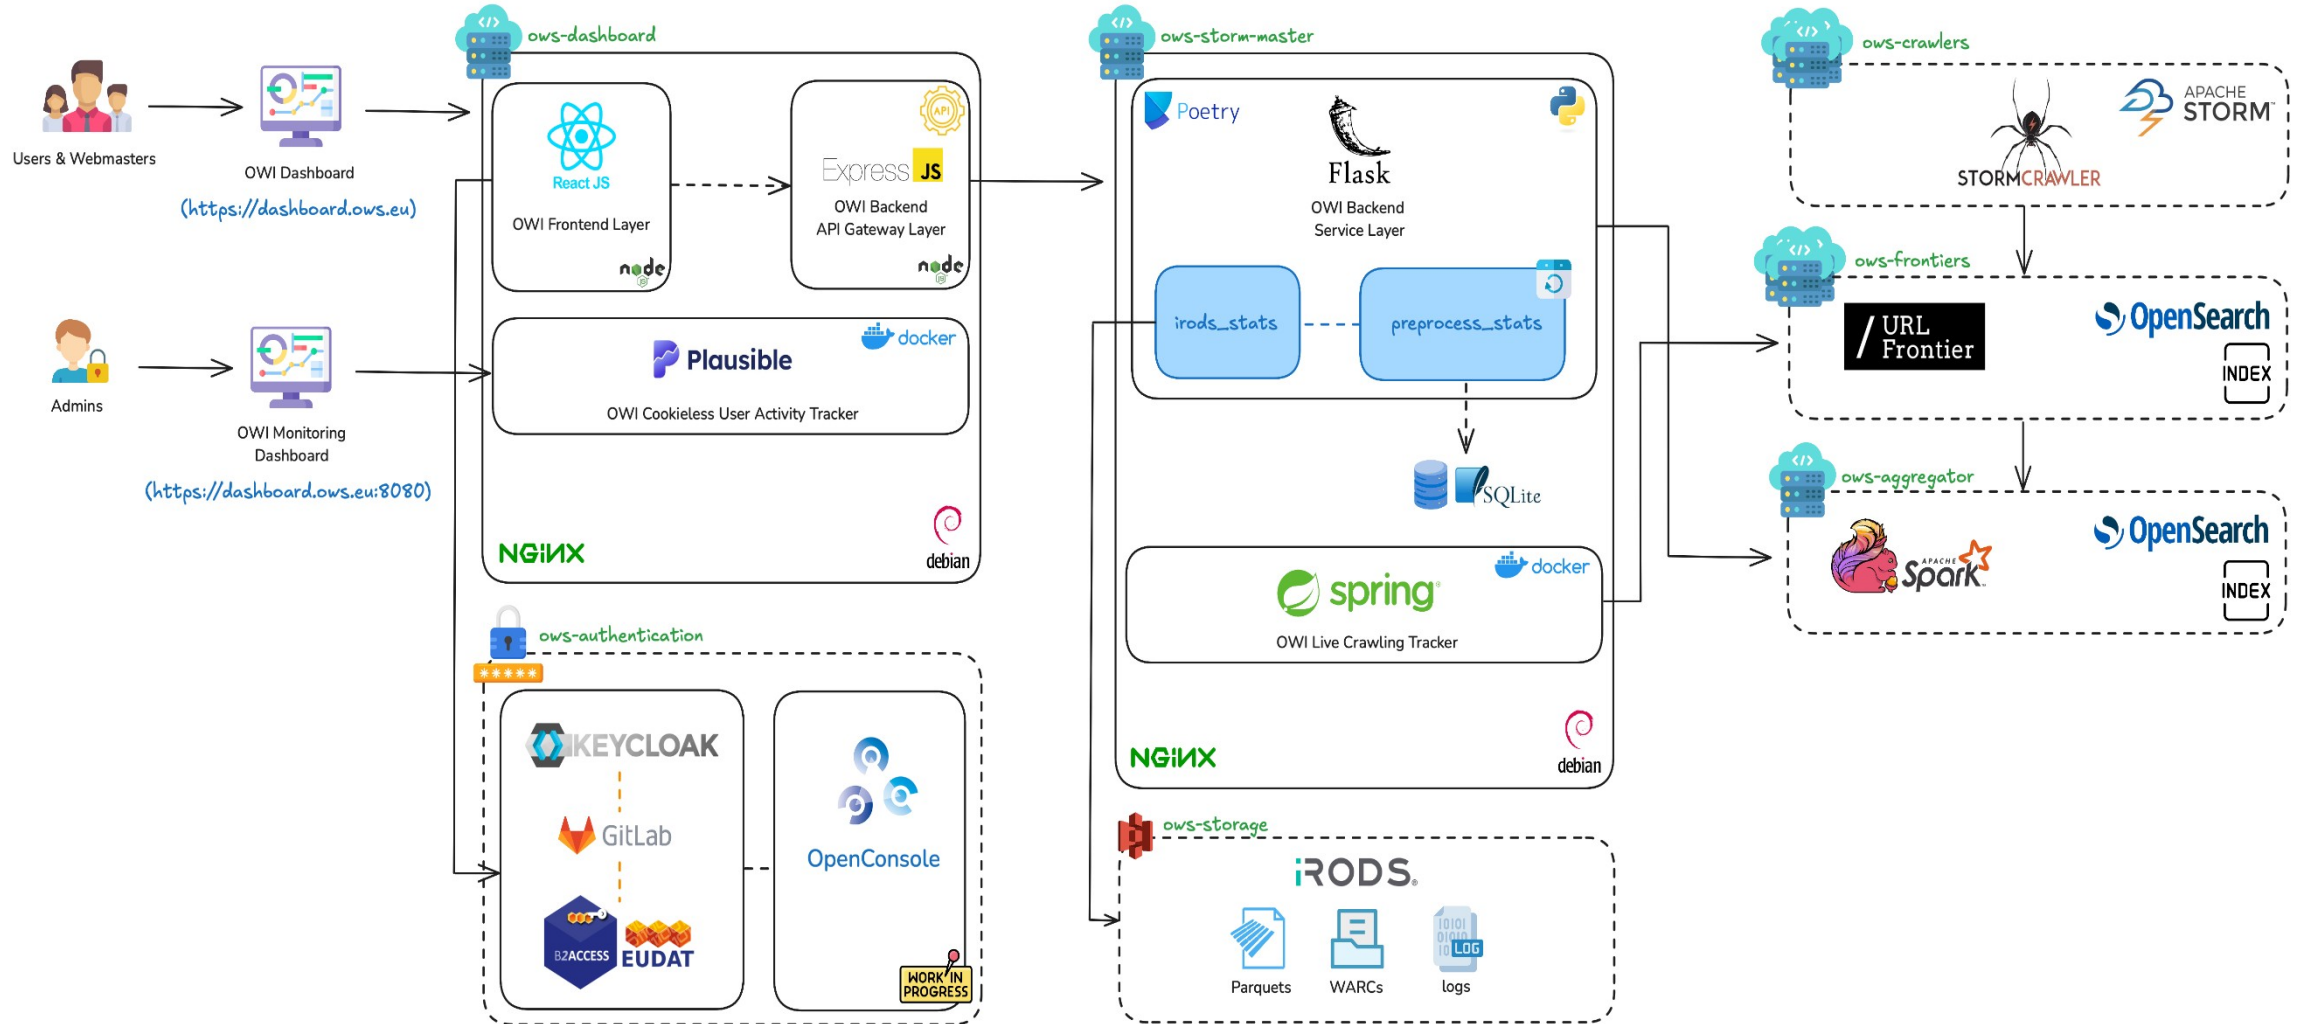 Users & Webmasters
OWI Dashboard
(https://dashboard.ows.eu)
Admins
OWI Monitoring
Dashboard
(https://dashboard.ows.eu:8080)
ows-dashboard
React JS
OWI Frontend Layer
node
JS
API
Express JS
OWI Backend
API Gateway Layer
node
JS
docker
Plausible
OWI Cookieless User Activity Tracker
NGiNX
debian
ows-authentication
*****
KEYCLOAK
GitLab
B2ACCESS
EUDAT
OpenConsole
WORK IN
PROGRESS
ows-storm-master
Poetry
Flask
OWI Backend
Service Layer
irods_stats
preprocess_stats
SQLite
docker
spring
OWI Live Crawling Tracker
NGiNX
debian
ows-storage
iRODS®
Parquets
WARCs
01010
LOG
logs
ows-crawlers
STORMCRAWLER
APACHE
STORM™
ows-frontiers
/ URL
Frontier
OpenSearch
INDEX
ows-aggregator
APACHE
Spark™
OpenSearch
INDEX